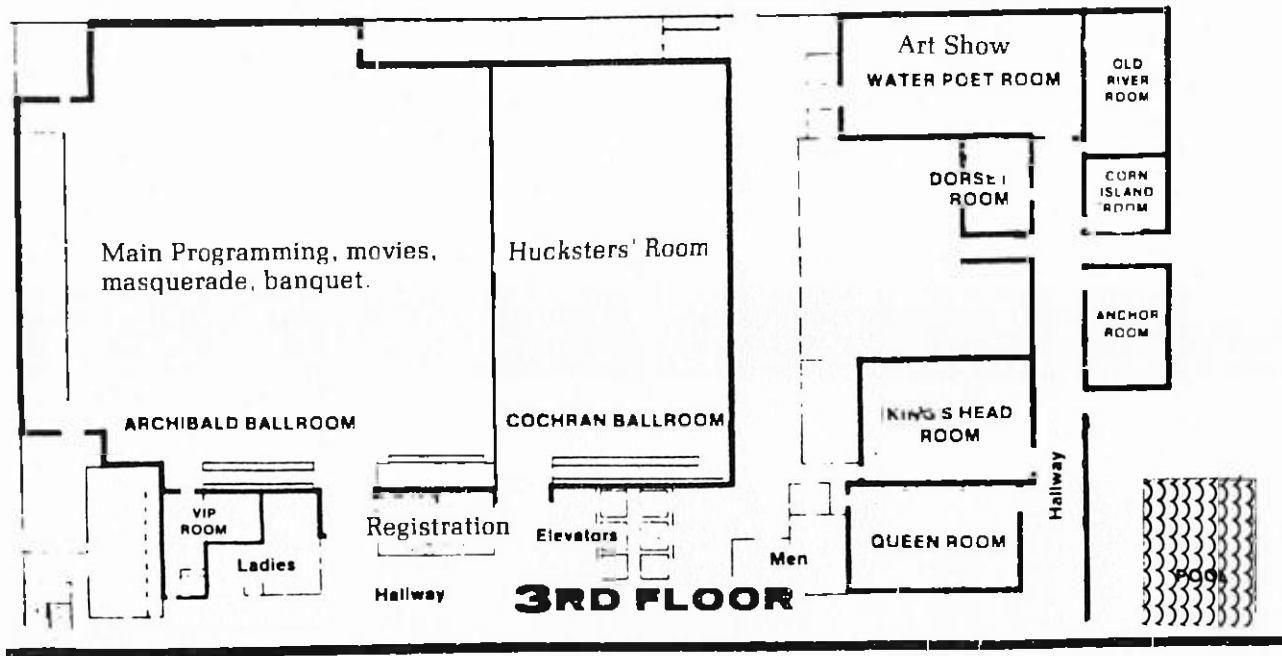 Art Show
WATER POET ROOM
OLD
RIVER
ROOM
DORSET
ROOM
CORN
ISLAND
ROOM
Main Programming, movies,
masquerade, banquet.
Hucksters' Room
ANCHOR
ROOM
ARCHIBALD BALLROOM
COCHRAN BALLROOM
KING S HEAD
ROOM
Hallway
VIP
ROOM
Registration
Elevators
Ladies
Men
QUEEN ROOM
POOL
Hallway
3RD FLOOR